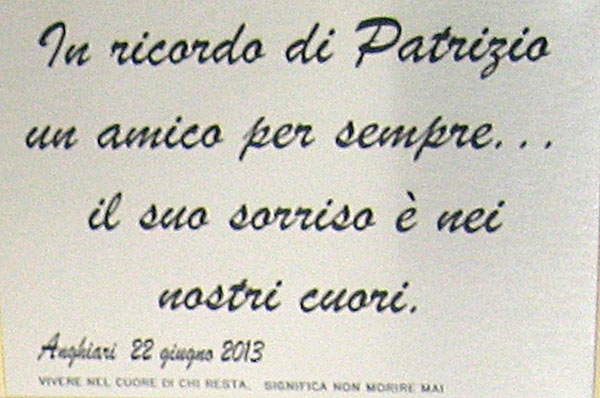 In ricordo di Patrizio
un amico per sempre...
il suo sorriso è nei
nostri cuori.
Anghiari 22 giugno 2013
VIVERE NEL CUORE DI CHI RESTA, SIGNIFICA NON MORIRE MAI